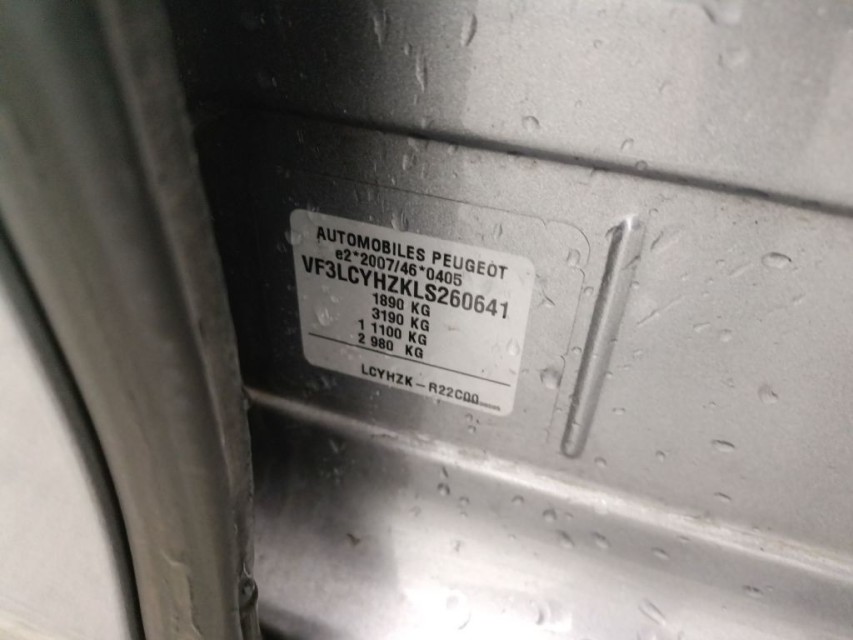 AUTOMOBILES PEUGEOT
e2*2007/46*0405
VF3LCYHZKLS260641
1890 KG
3190 KG
1 1100 KG
2 980 KG
LCYHZK - R22C00